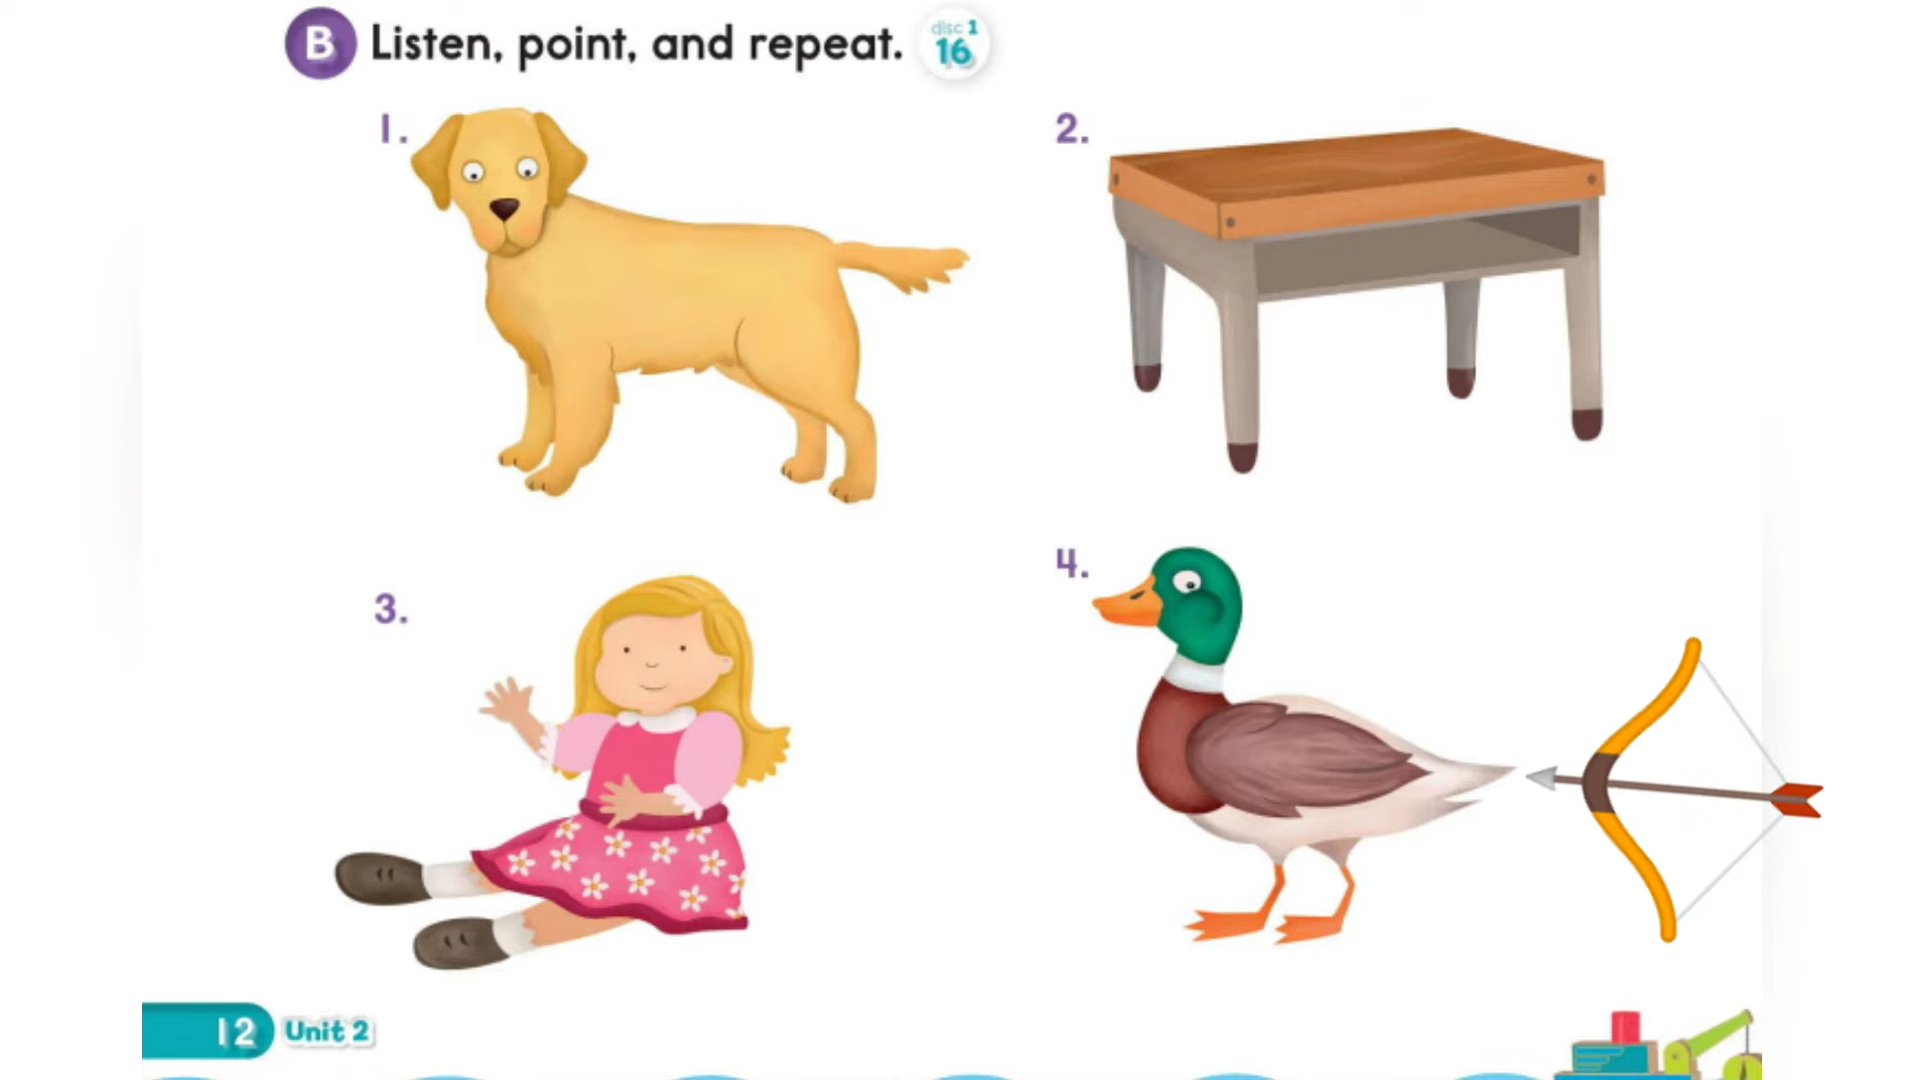 B Listen, point, and repeat. disc 1 16
1.
2.
3.
4.
12 Unit 2